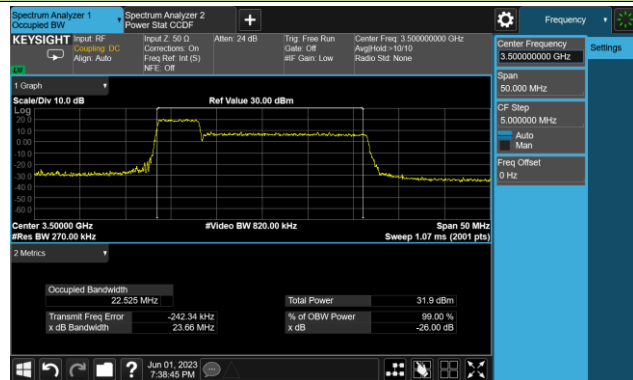 Spectrum Analyzer 1
Occupied BW
Spectrum Analyzer 2
Power Stat CCDF
+
Frequency
KEYSIGHT
Input: RF
Coupling: DC
Align: Auto
Input Z: 50 Ω
Corrections: On
Freq Ref: Int (S)
NFE: Off
Atten: 24 dB
Trig: Free Run
Gate: Off
#IF Gain: Low
Center Freq: 3.500000000 GHz
Avg|Hold:>10/10
Radio Std: None
Center Frequency
3.500000000 GHz
Settings
Span
50.000 MHz
CF Step
5.000000 MHz
Auto
Man
Freq Offset
0 Hz
1 Graph
Scale/Div 10.0 dB
Ref Value 30.00 dBm
Log
20.0
10.0
0.00
-10.0
-20.0
-30.0
-40.0
-50.0
-60.0
Center 3.50000 GHz
#Video BW 820.00 kHz
Span 50 MHz
#Res BW 270.00 kHz
Sweep 1.07 ms (2001 pts)
2 Metrics
Occupied Bandwidth
22.525 MHz
Total Power
31.9 dBm
Transmit Freq Error
-242.34 kHz
% of OBW Power
99.00 %
x dB Bandwidth
23.66 MHz
x dB
-26.00 dB
?
Jun 01, 2023
7:38:45 PM